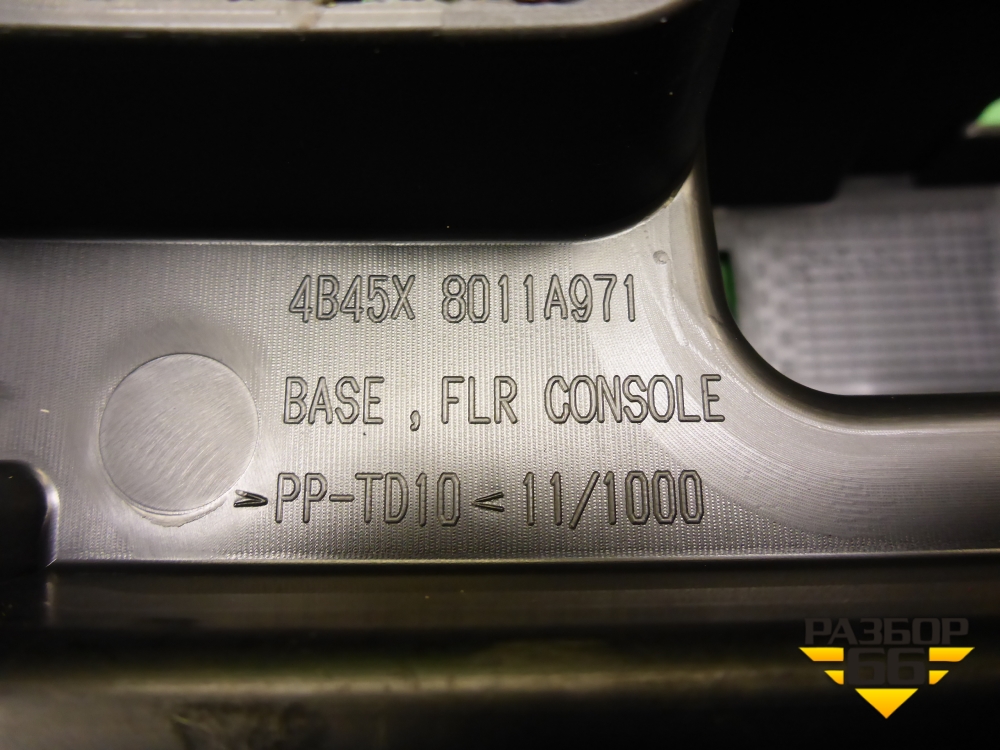 4B45X 8011A971
BASE , FLR CONSOLE
>PP-TD10< 11/1000
РАЗБОР
66